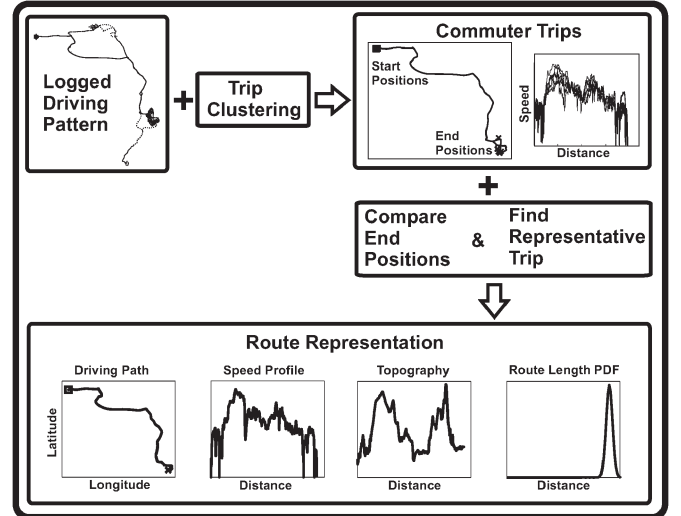 Logged
Driving
Pattern
+
Trip
Clustering
Commuter Trips
Start
Positions
End
Positions
Speed
Distance
+
Compare
End
Positions
&
Find
Representative
Trip
Route Representation
Driving Path
Latitude
Longitude
Speed Profile
Distance
Topography
Distance
Route Length PDF
Distance